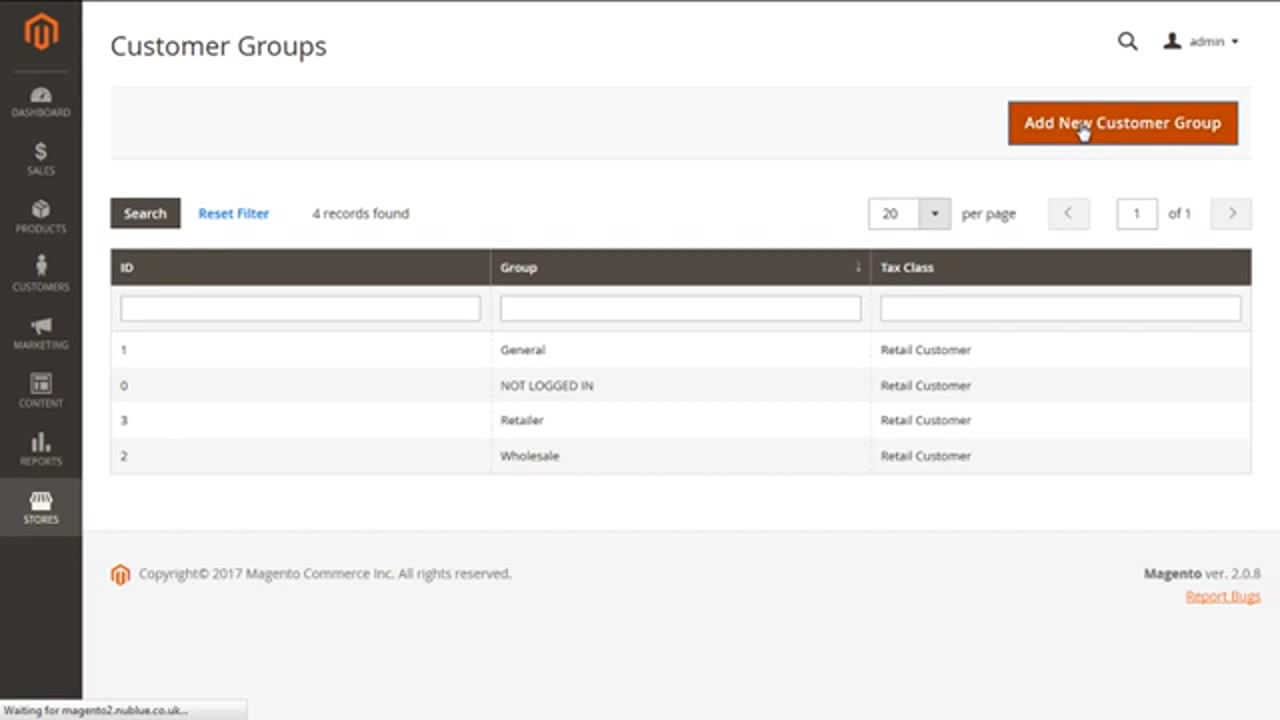 Customer Groups
admin
DASHBOARD
SALES
PRODUCTS
CUSTOMERS
MARKETING
CONTENT
REPORTS
STORES
Add New Customer Group
Search Reset Filter 4 records found 20 per page 1 of 1
ID Group ↓ Tax Class
1 General Retail Customer
0 NOT LOGGED IN Retail Customer
3 Retailer Retail Customer
2 Wholesale Retail Customer
Copyright© 2017 Magento Commerce Inc. All rights reserved.
Magento ver. 2.0.8
Report Bugs
Waiting for magento2.nublue.co.uk...